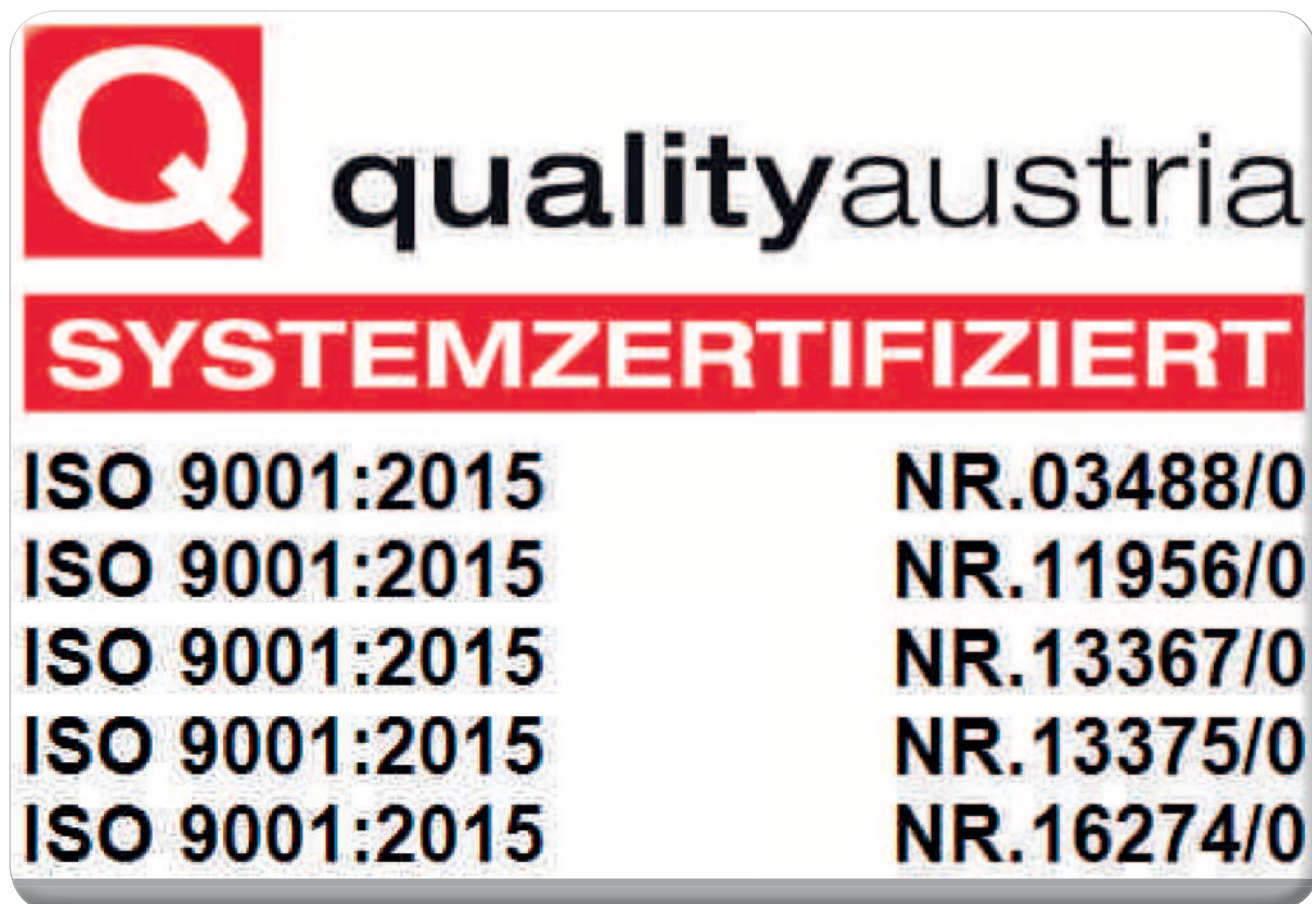 Q
qualityaustria
SYSTEMZERTIFIZIERT
ISO 9001:2015 NR.03488/0
ISO 9001:2015 NR.11956/0
ISO 9001:2015 NR.13367/0
ISO 9001:2015 NR.13375/0
ISO 9001:2015 NR.16274/0